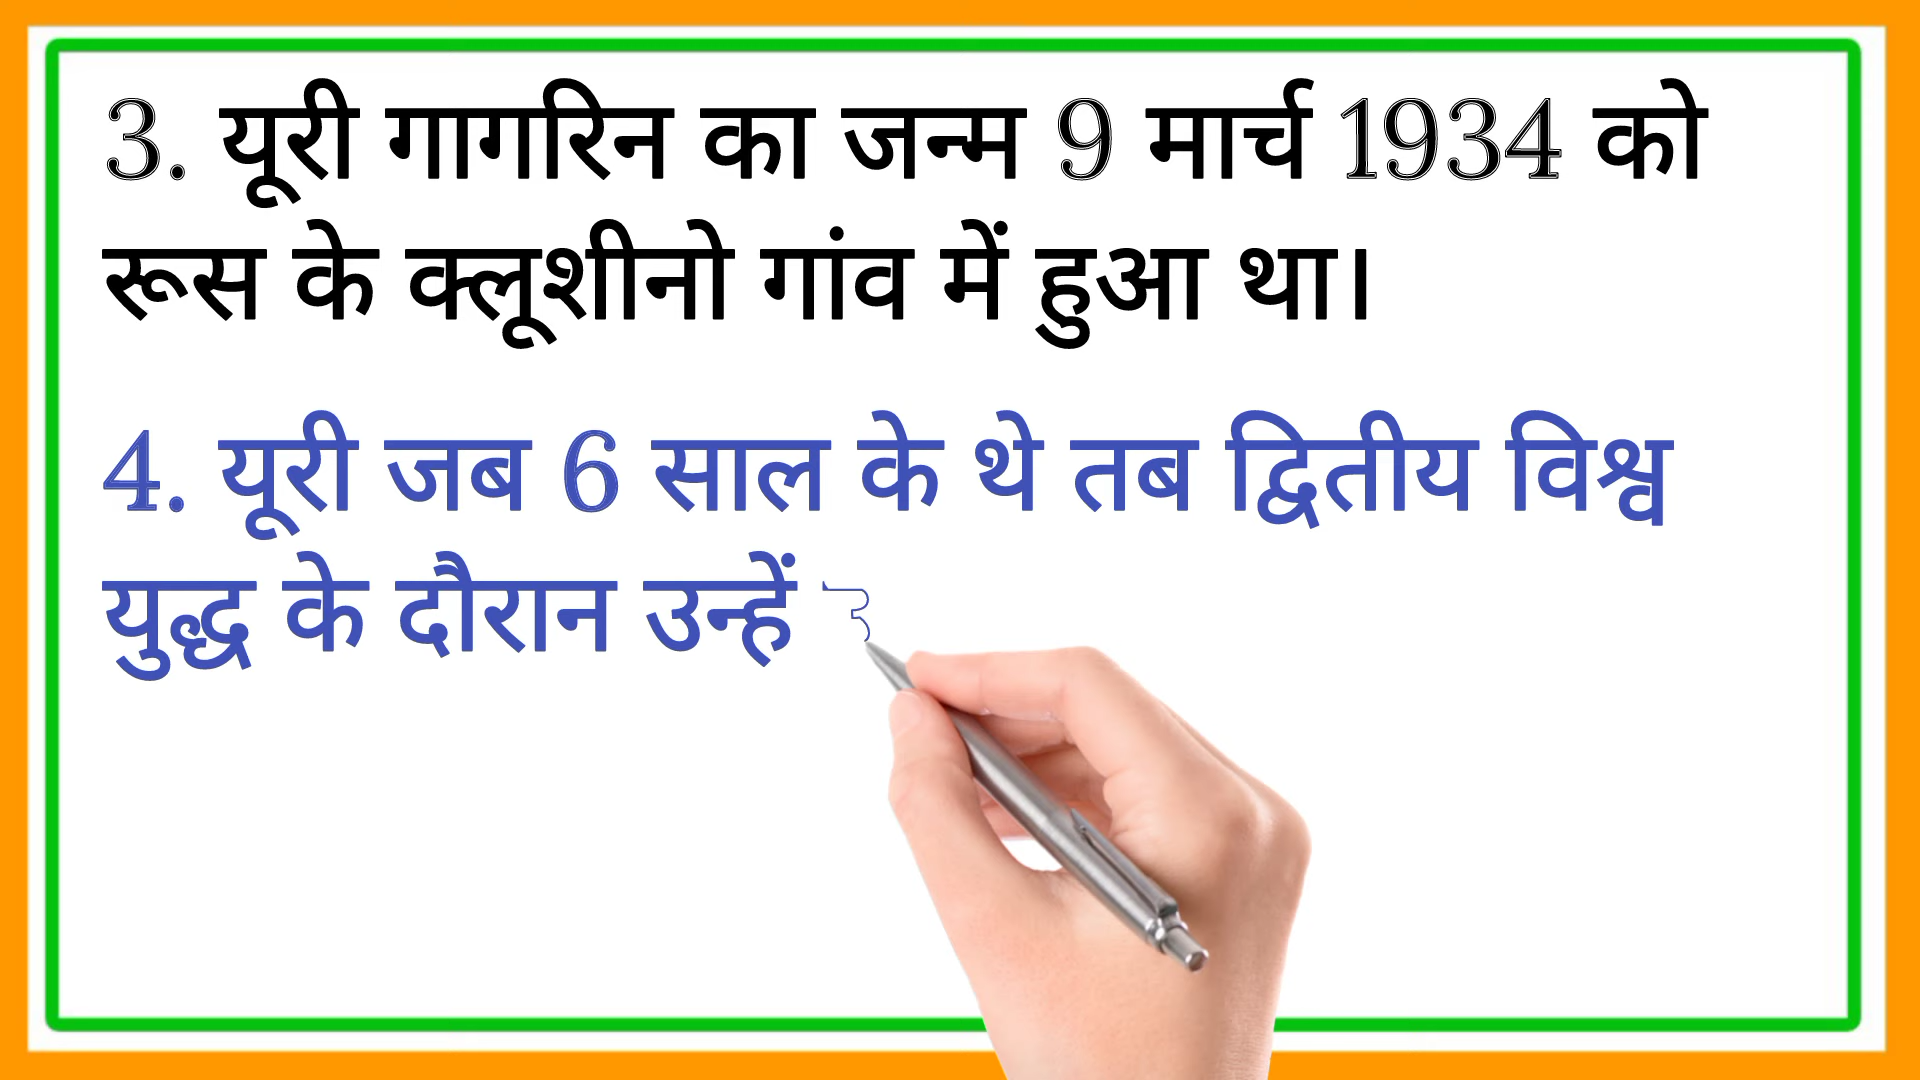 3. यूरी गागरिन का जन्म 9 मार्च 1934 को
रूस के क्लूशीनो गांव में हुआ था।
4. यूरी जब 6 साल के थे तब द्वितीय विश्व
युद्ध के दौरान उन्हें